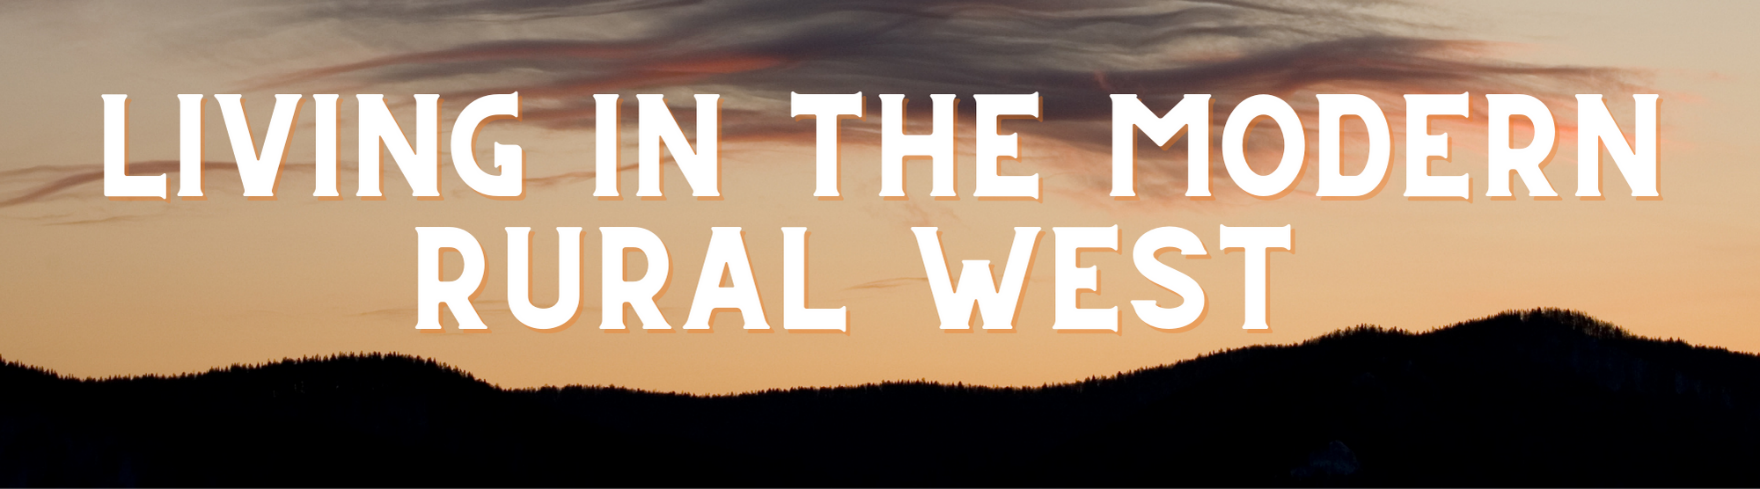 LIVING IN THE MODERN
RURAL WEST